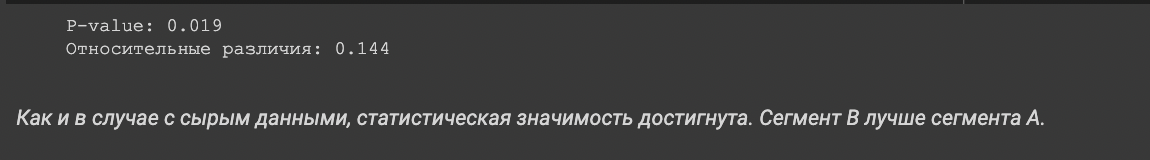 P-value: 0.019
Относительные различия: 0.144
Как и в случае с сырым данными, статистическая значимость достигнута. Сегмент B лучше сегмента A.